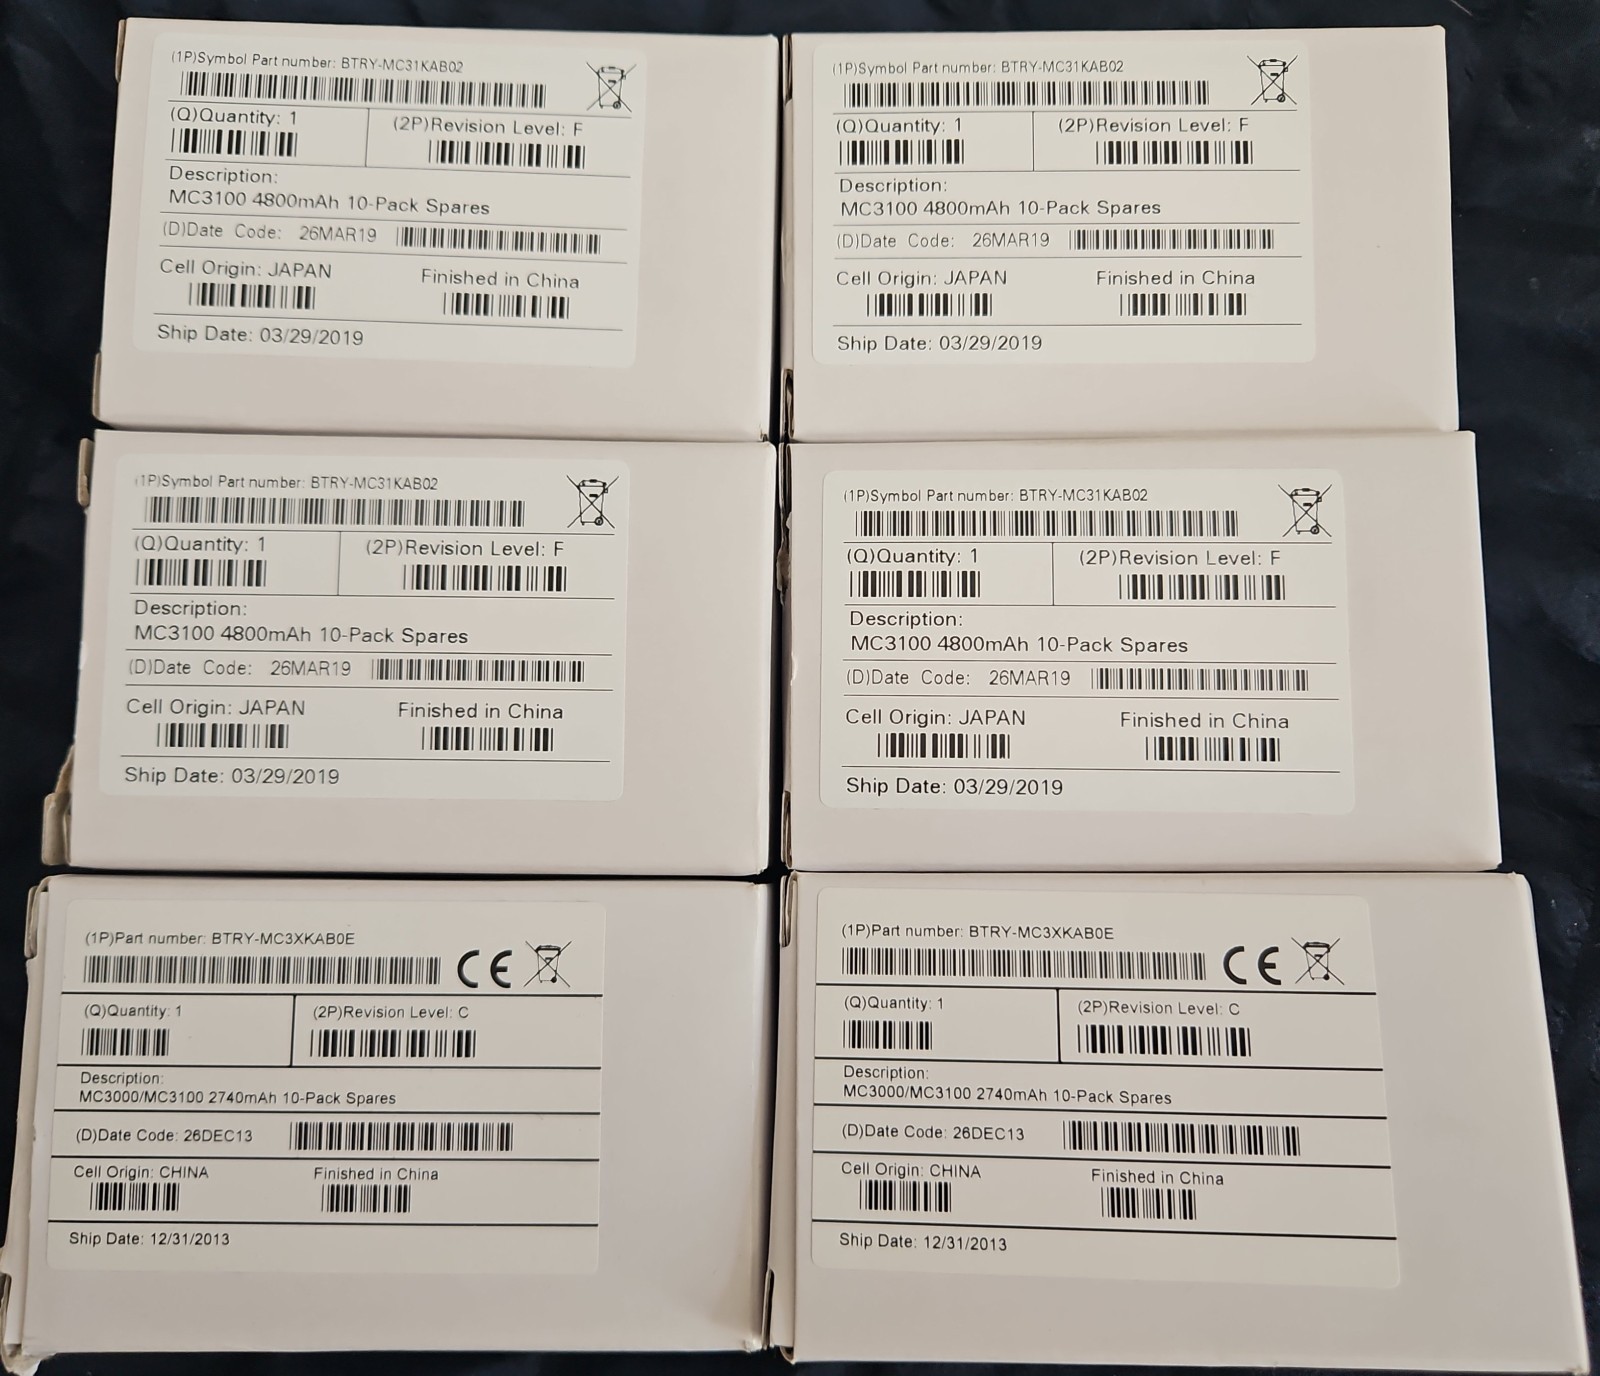 (1P)Symbol Part number: BTRY-MC31KAB02
(Q)Quantity: 1
(2P)Revision Level: F
Description:
MC3100 4800mAh 10-Pack Spares
(D)Date Code: 26MAR19
Cell Origin: JAPAN
Finished in China
Ship Date: 03/29/2019
(1P)Symbol Part number: BTRY-MC31KAB02
(Q)Quantity: 1
(2P)Revision Level: F
Description:
MC3100 4800mAh 10-Pack Spares
(D)Date Code: 26MAR19
Cell Origin: JAPAN
Finished in China
Ship Date: 03/29/2019
(1P)Symbol Part number: BTRY-MC31KAB02
(Q)Quantity: 1
(2P)Revision Level: F
Description:
MC3100 4800mAh 10-Pack Spares
(D)Date Code: 26MAR19
Cell Origin: JAPAN
Finished in China
Ship Date: 03/29/2019
(1P)Symbol Part number: BTRY-MC31KAB02
(Q)Quantity: 1
(2P)Revision Level: F
Description:
MC3100 4800mAh 10-Pack Spares
(D)Date Code: 26MAR19
Cell Origin: JAPAN
Finished in China
Ship Date: 03/29/2019
(1P)Part number: BTRY-MC3XKAB0E
CE
(Q)Quantity: 1
(2P)Revision Level: C
Description:
MC3000/MC3100 2740mAh 10-Pack Spares
(D)Date Code: 26DEC13
Cell Origin: CHINA
Finished in China
Ship Date: 12/31/2013
(1P)Part number: BTRY-MC3XKAB0E
CE
(Q)Quantity: 1
(2P)Revision Level: C
Description:
MC3000/MC3100 2740mAh 10-Pack Spares
(D)Date Code: 26DEC13
Cell Origin: CHINA
Finished in China
Ship Date: 12/31/2013